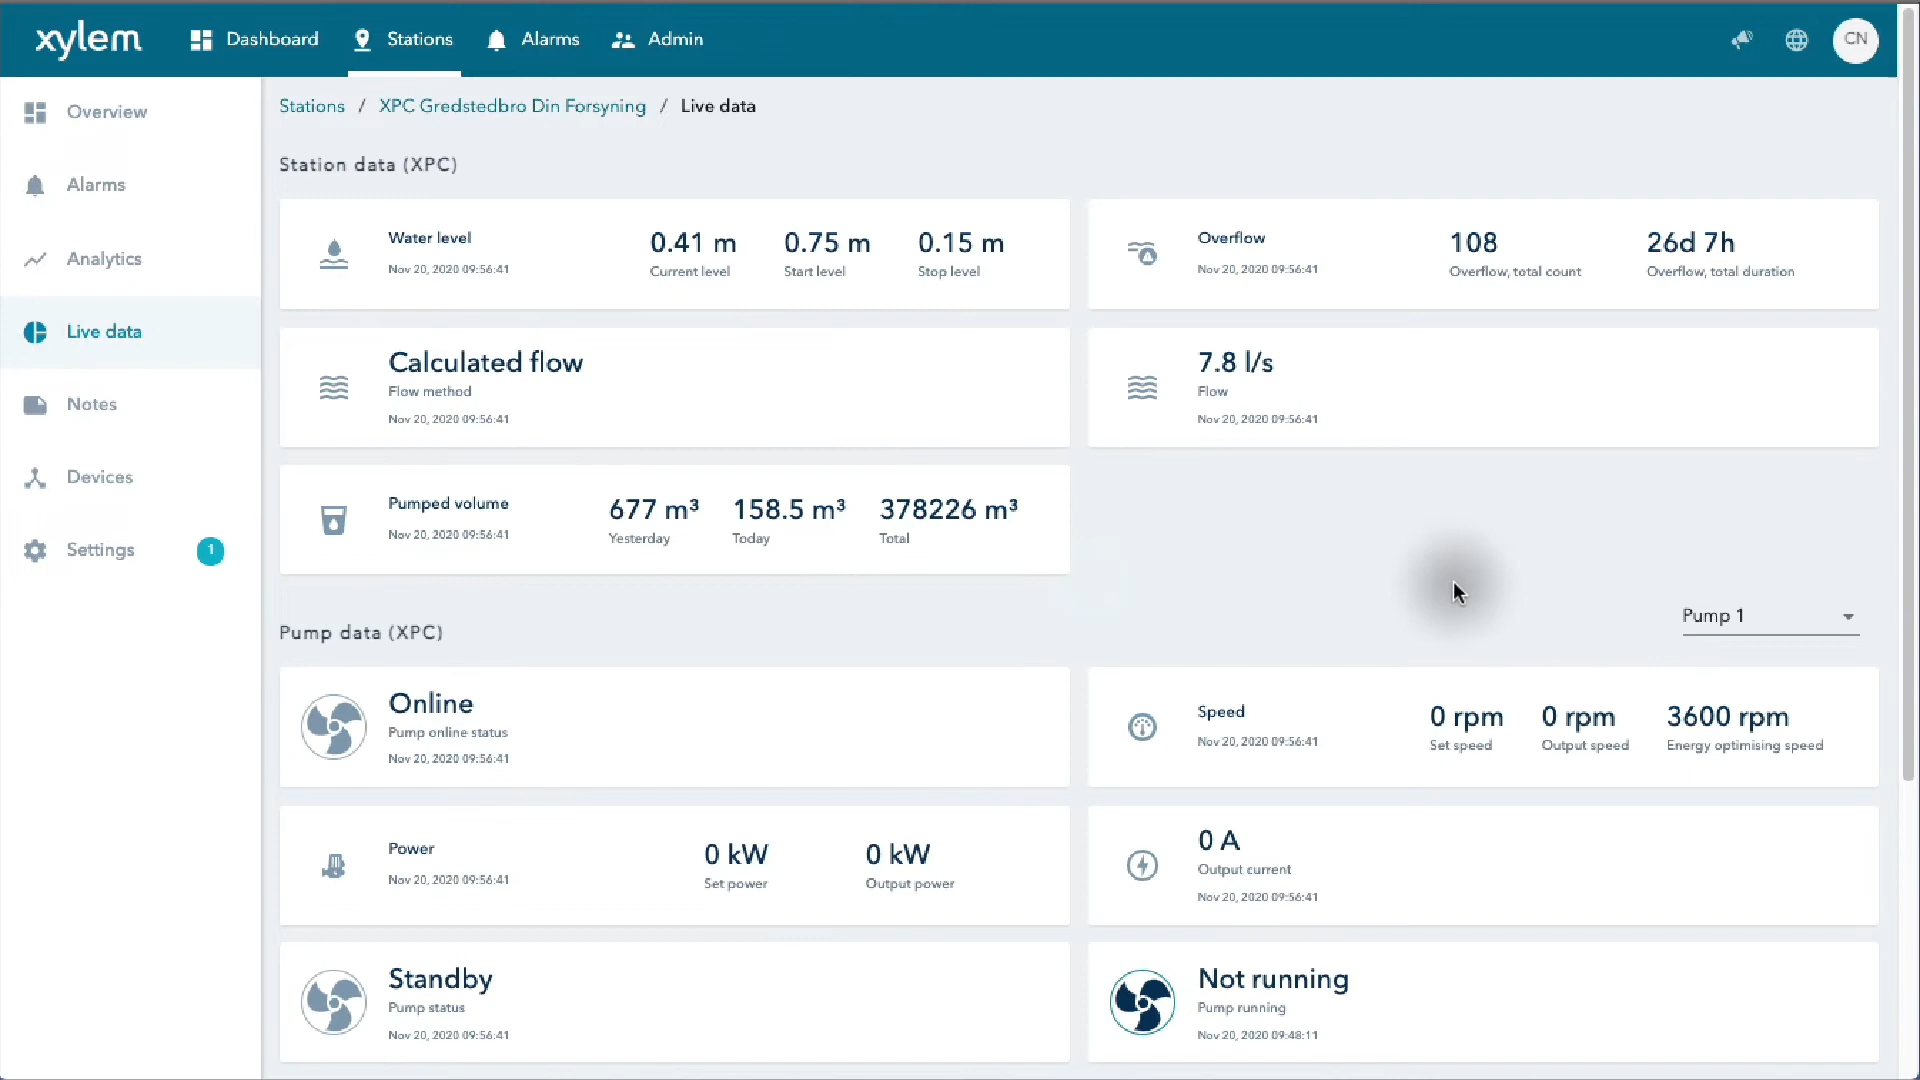 xylem Dashboard Stations Alarms Admin CN
Overview
Alarms
Analytics
Live data
Notes
Devices
Settings 1
Stations / XPC Gredstedbro Din Forsyning / Live data
Station data (XPC)
Water level
Nov 20, 2020 09:56:41
0.41 m 0.75 m 0.15 m
Current level Start level Stop level
Overflow
Nov 20, 2020 09:56:41
108 26d 7h
Overflow, total count Overflow, total duration
Calculated flow
Flow method
Nov 20, 2020 09:56:41
7.8 l/s
Flow
Nov 20, 2020 09:56:41
Pumped volume
Nov 20, 2020 09:56:41
677 m³ 158.5 m³ 378226 m³
Yesterday Today Total
Pump data (XPC)
Pump 1
Online
Pump online status
Nov 20, 2020 09:56:41
Speed
Nov 20, 2020 09:56:41
0 rpm 0 rpm 3600 rpm
Set speed Output speed Energy optimising speed
Power
Nov 20, 2020 09:56:41
0 kW 0 kW
Set power Output power
0 A
Output current
Nov 20, 2020 09:56:41
Standby
Pump status
Nov 20, 2020 09:56:41
Not running
Pump running
Nov 20, 2020 09:48:11